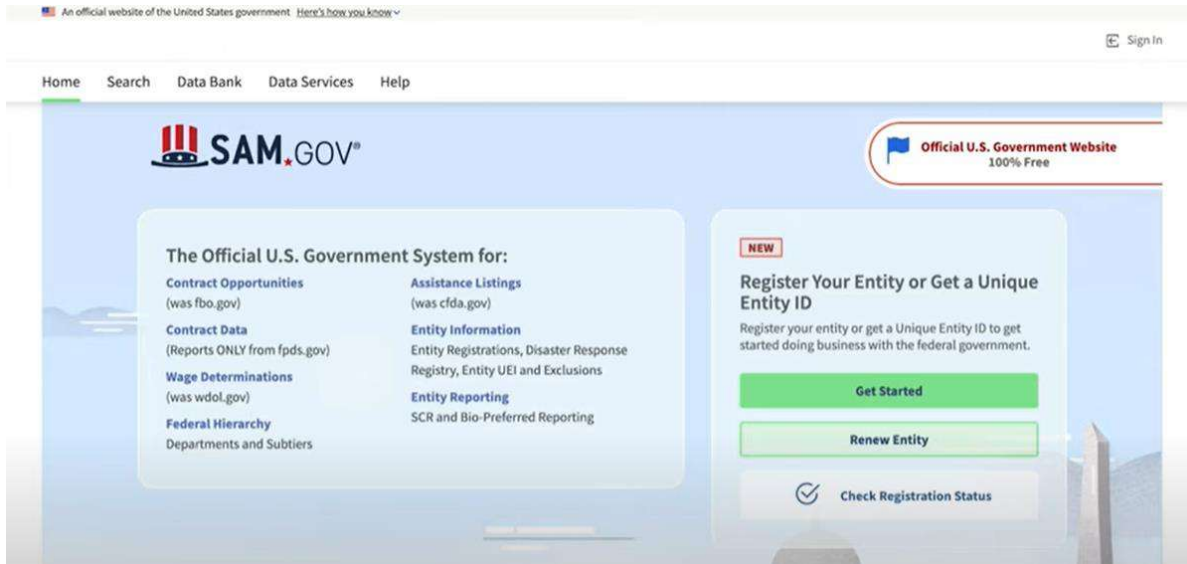 An official website of the United States government Here's how you know
Sign In
Home Search Data Bank Data Services Help
SAM.GOV®
Official U.S. Government Website
100% Free
The Official U.S. Government System for:
Contract Opportunities
(was fbo.gov)
Contract Data
(Reports ONLY from fpds.gov)
Wage Determinations
(was wdol.gov)
Federal Hierarchy
Departments and Subtiers
Assistance Listings
(was cfda.gov)
Entity Information
Entity Registrations, Disaster Response
Registry, Entity UEI and Exclusions
Entity Reporting
SCR and Bio-Preferred Reporting
NEW
Register Your Entity or Get a Unique
Entity ID
Register your entity or get a Unique Entity ID to get
started doing business with the federal government.
Get Started
Renew Entity
Check Registration Status